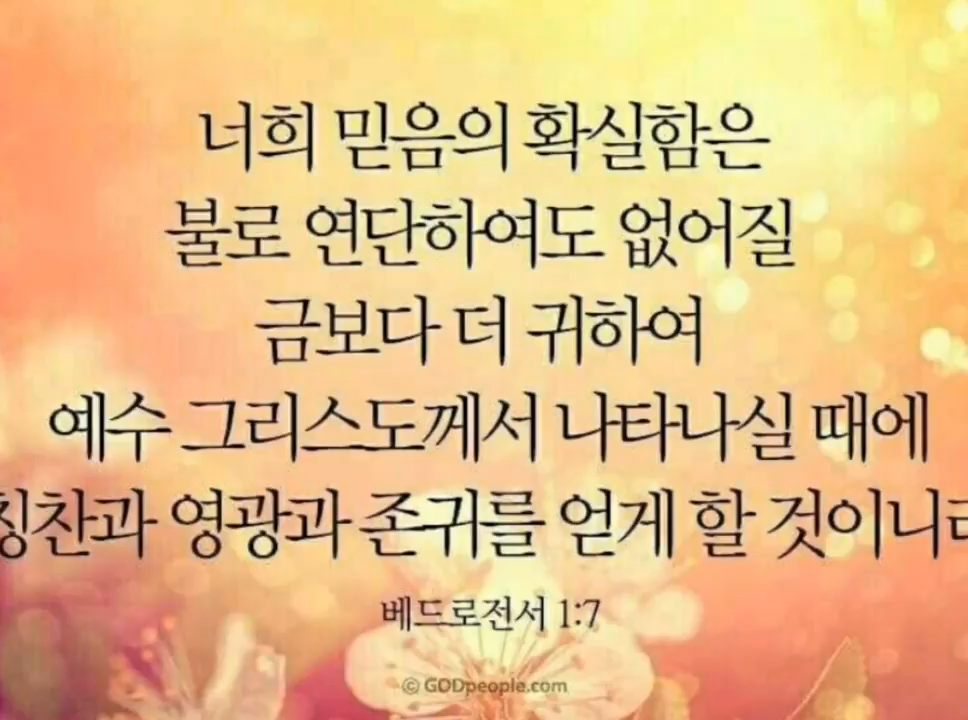 너희 믿음의 확실함은
불로 연단하여도 없어질
금보다 더 귀하여
예수 그리스도께서 나타나실 때에
칭찬과 영광과 존귀를 얻게 할 것이니라
베드로전서 1:7
© GODpeople.com